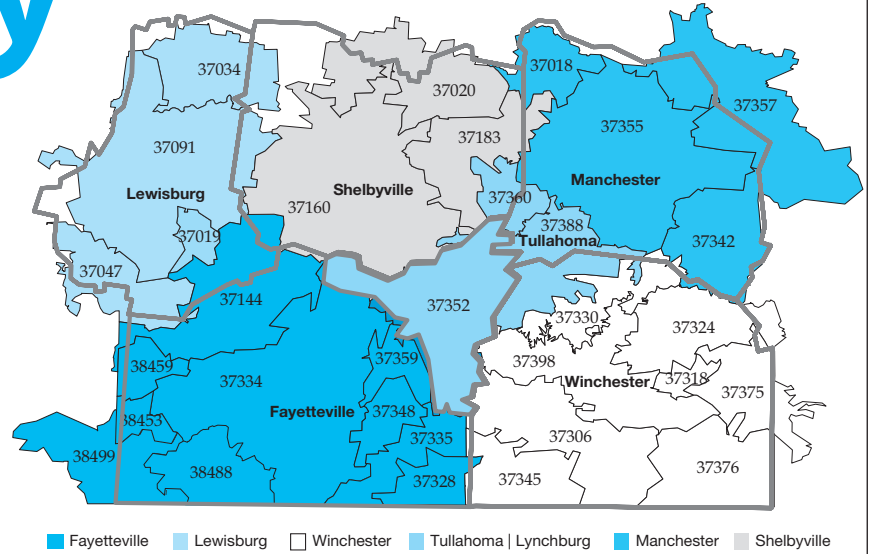 y
37034
37020
37018
37357
37355
37183
37091
Manchester
Lewisburg
Shelbyville
37160
37360
37388
Tullahoma
37019
37342
37047
37144
37352
37330
37324
37398
38459
37359
37334
Winchester
37318
37375
Fayetteville
37348
38453
37335
37306
38499
38488
37328
37345
37376
Fayetteville
Lewisburg
Winchester
Tullahoma | Lynchburg
Manchester
Shelbyville